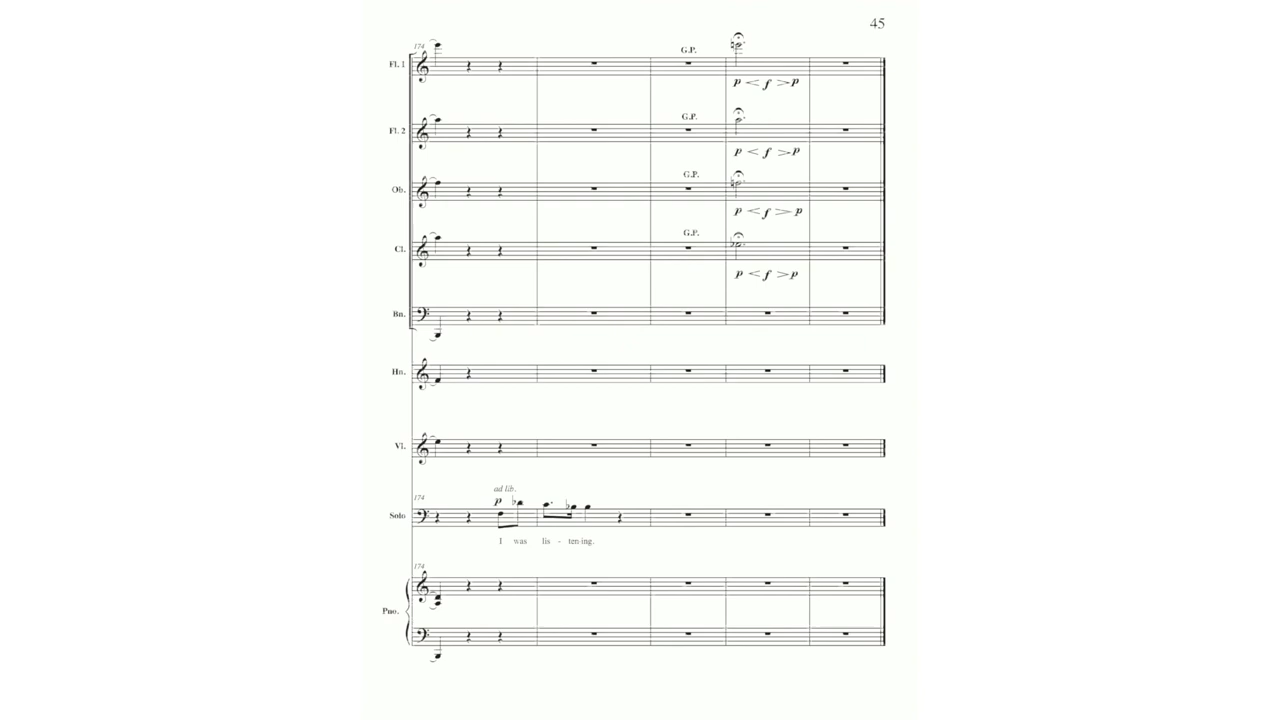 45
174
Fl. 1
G.P.
p < f > p
Fl. 2
G.P.
p < f > p
Ob.
G.P.
p < f > p
Cl.
G.P.
p < f > p
Bn.
Hn.
Vl.
174
ad lib.
p
Solo
I was lis - ten ing.
174
Pno.